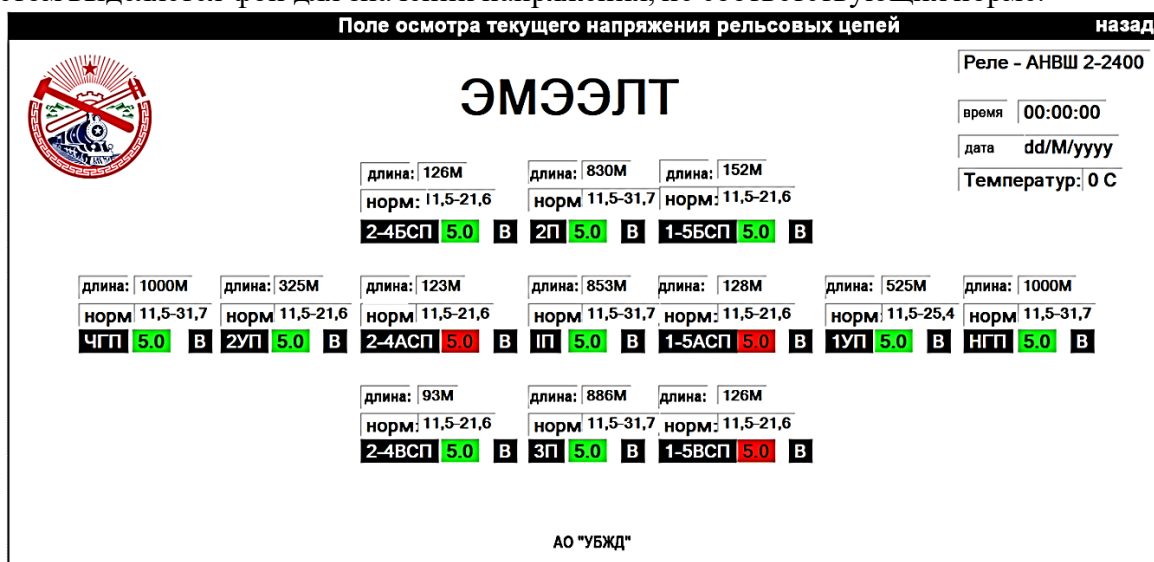 Поле осмотра текущего напряжения рельсовых цепей назад
Реле - АНВШ 2-2400
ЭМЭЭЛТ
время 00:00:00
дата dd/M/yyyy
Температур: 0 С
длина: 126М длина: 830М длина: 152М
норм: 11,5-21,6 норм 11,5-31,7 норм: 11,5-21,6
2-4БСП 5.0 В 2П 5.0 В 1-5БСП 5.0 В
длина: 1000М длина: 325М длина: 123М длина: 853М длина: 128М длина: 525М длина: 1000М
норм 11,5-31,7 норм 11,5-21,6 норм 11,5-21,6 норм 11,5-31,7 норм: 11,5-21,6 норм: 11,5-25,4 норм 11,5-31,7
ЧГП 5.0 В 2УП 5.0 В 2-4АСП 5.0 В IП 5.0 В 1-5АСП 5.0 В 1УП 5.0 В НГП 5.0 В
длина: 93М длина: 886М длина: 126М
норм: 11,5-21,6 норм 11,5-31,7 норм: 11,5-21,6
2-4ВСП 5.0 В 3П 5.0 В 1-5ВСП 5.0 В
АО "УБЖД"